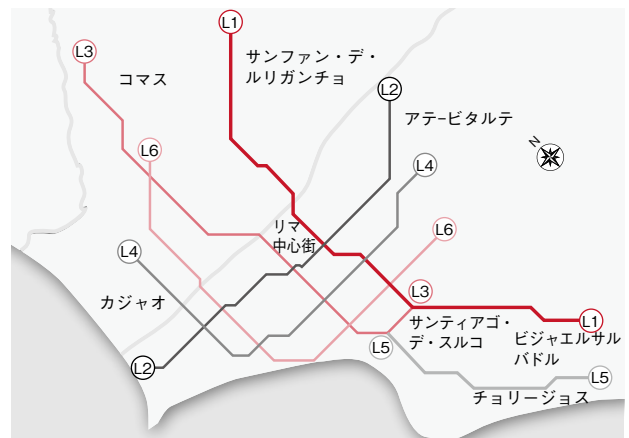 L1
サンファン・デ・
ルリガンチョ
L3
コマス
L2
アテ−ビタルテ
N
L6
L4
リマ
中心街
L6
L4
カジャオ
L3
サンティアゴ・
デ・スルコ
L1
ビジャエルサル
バドル
L5
L2
L5
チョリージョス